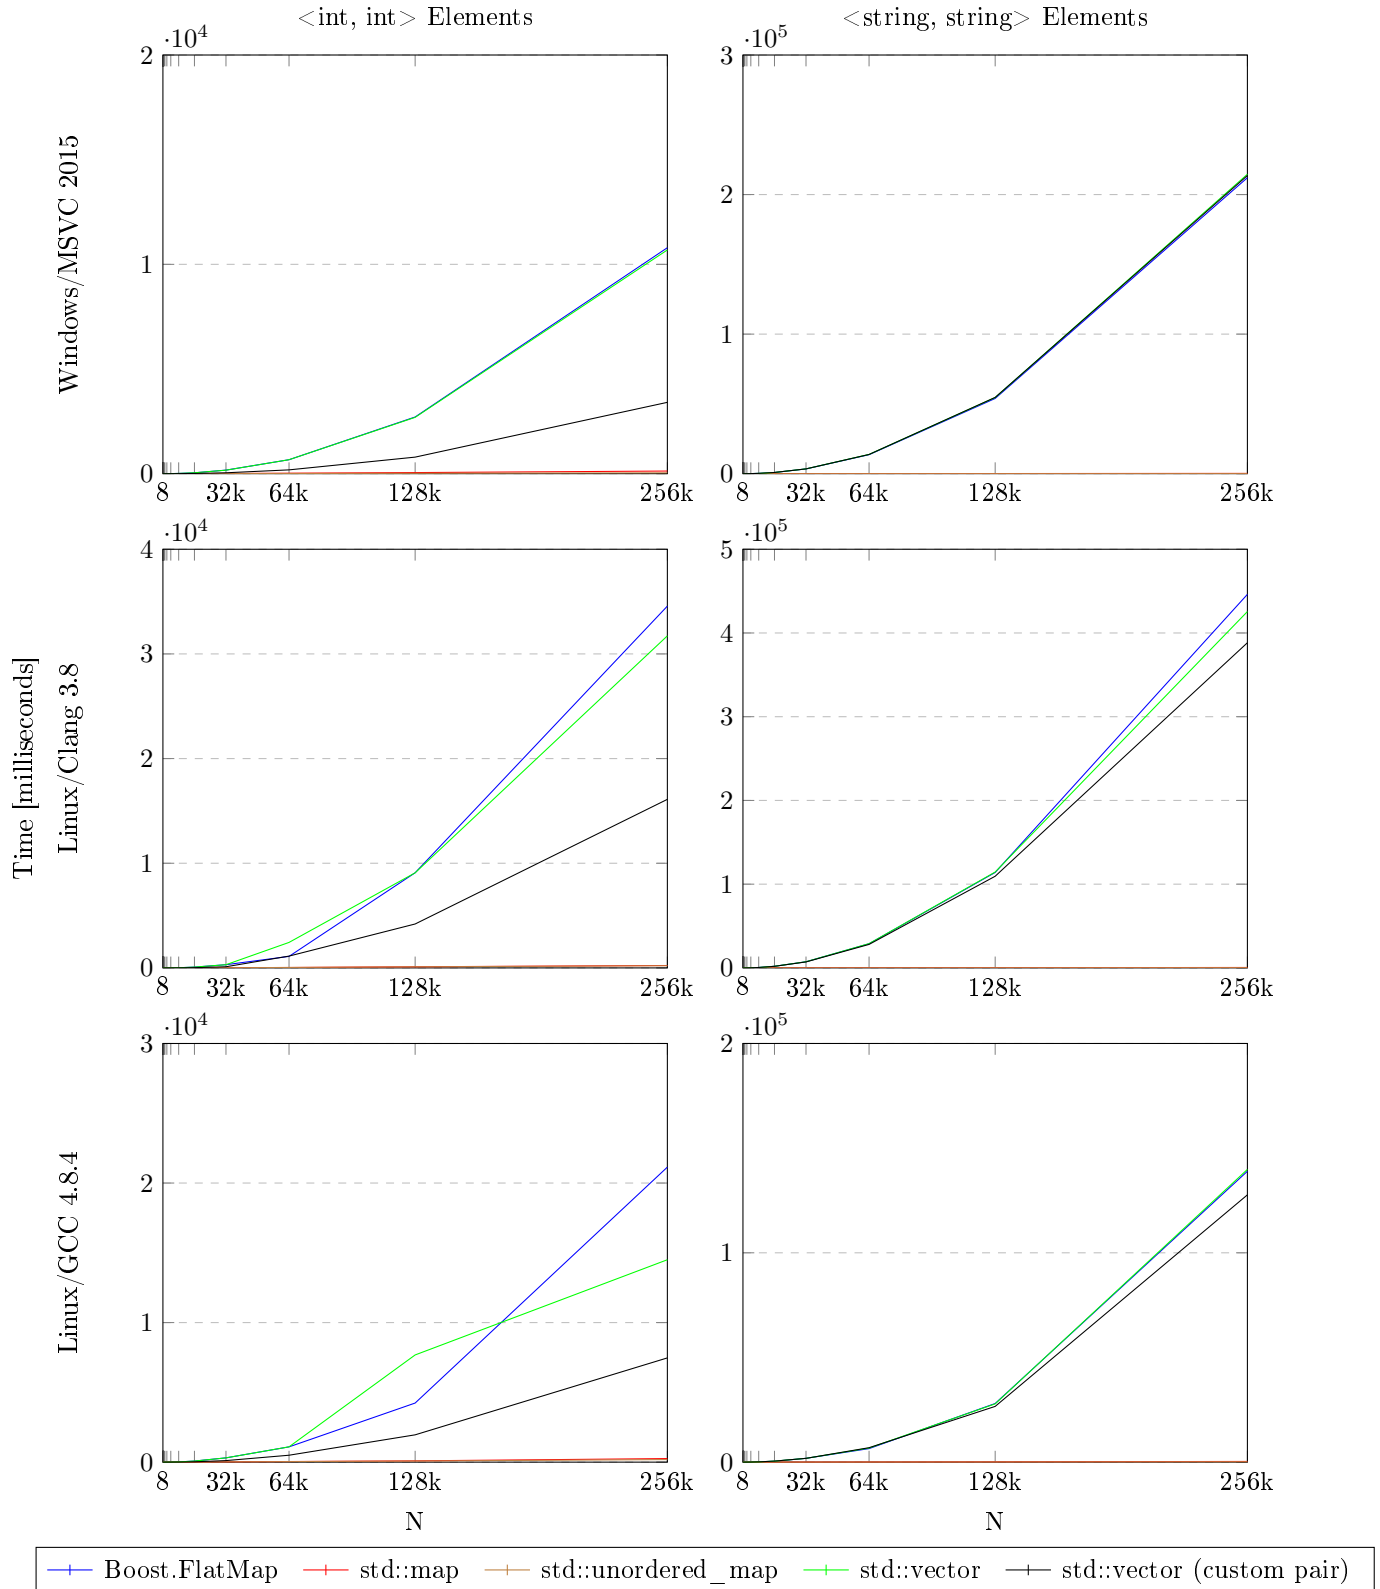 <int, int> Elements
<string, string> Elements
Windows/MSVC 2015
·10^4
2
1
0
8 32k 64k 128k 256k
·10^5
3
2
1
0
8 32k 64k 128k 256k
Time [milliseconds]
Linux/Clang 3.8
·10^4
4
3
2
1
0
8 32k 64k 128k 256k
·10^5
5
4
3
2
1
0
8 32k 64k 128k 256k
Linux/GCC 4.8.4
·10^4
3
2
1
0
8 32k 64k 128k 256k
N
·10^5
2
1
0
8 32k 64k 128k 256k
N
Boost.FlatMap std::map std::unordered_map std::vector std::vector (custom pair)